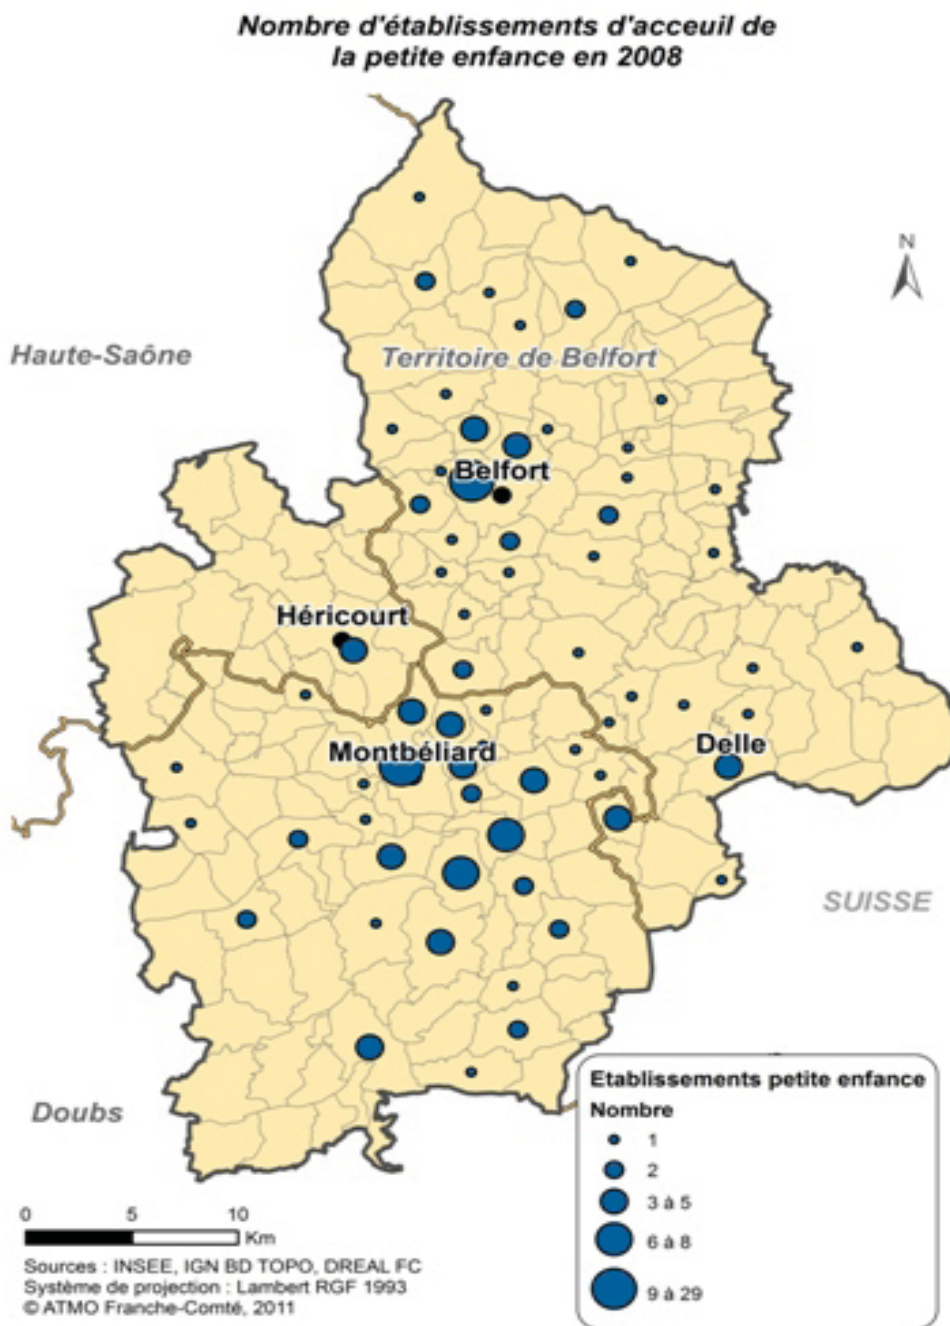 Nombre d'établissements d'acceuil de
la petite enfance en 2008
N
Haute-Saône
Territoire de Belfort
Belfort
Héricourt
Montbéliard
Delle
SUISSE
Doubs
Etablissements petite enfance
Nombre
1
2
3 à 5
6 à 8
9 à 29
0 5 10
Km
Sources : INSEE, IGN BD TOPO, DREAL FC
Système de projection : Lambert RGF 1993
© ATMO Franche-Comté, 2011